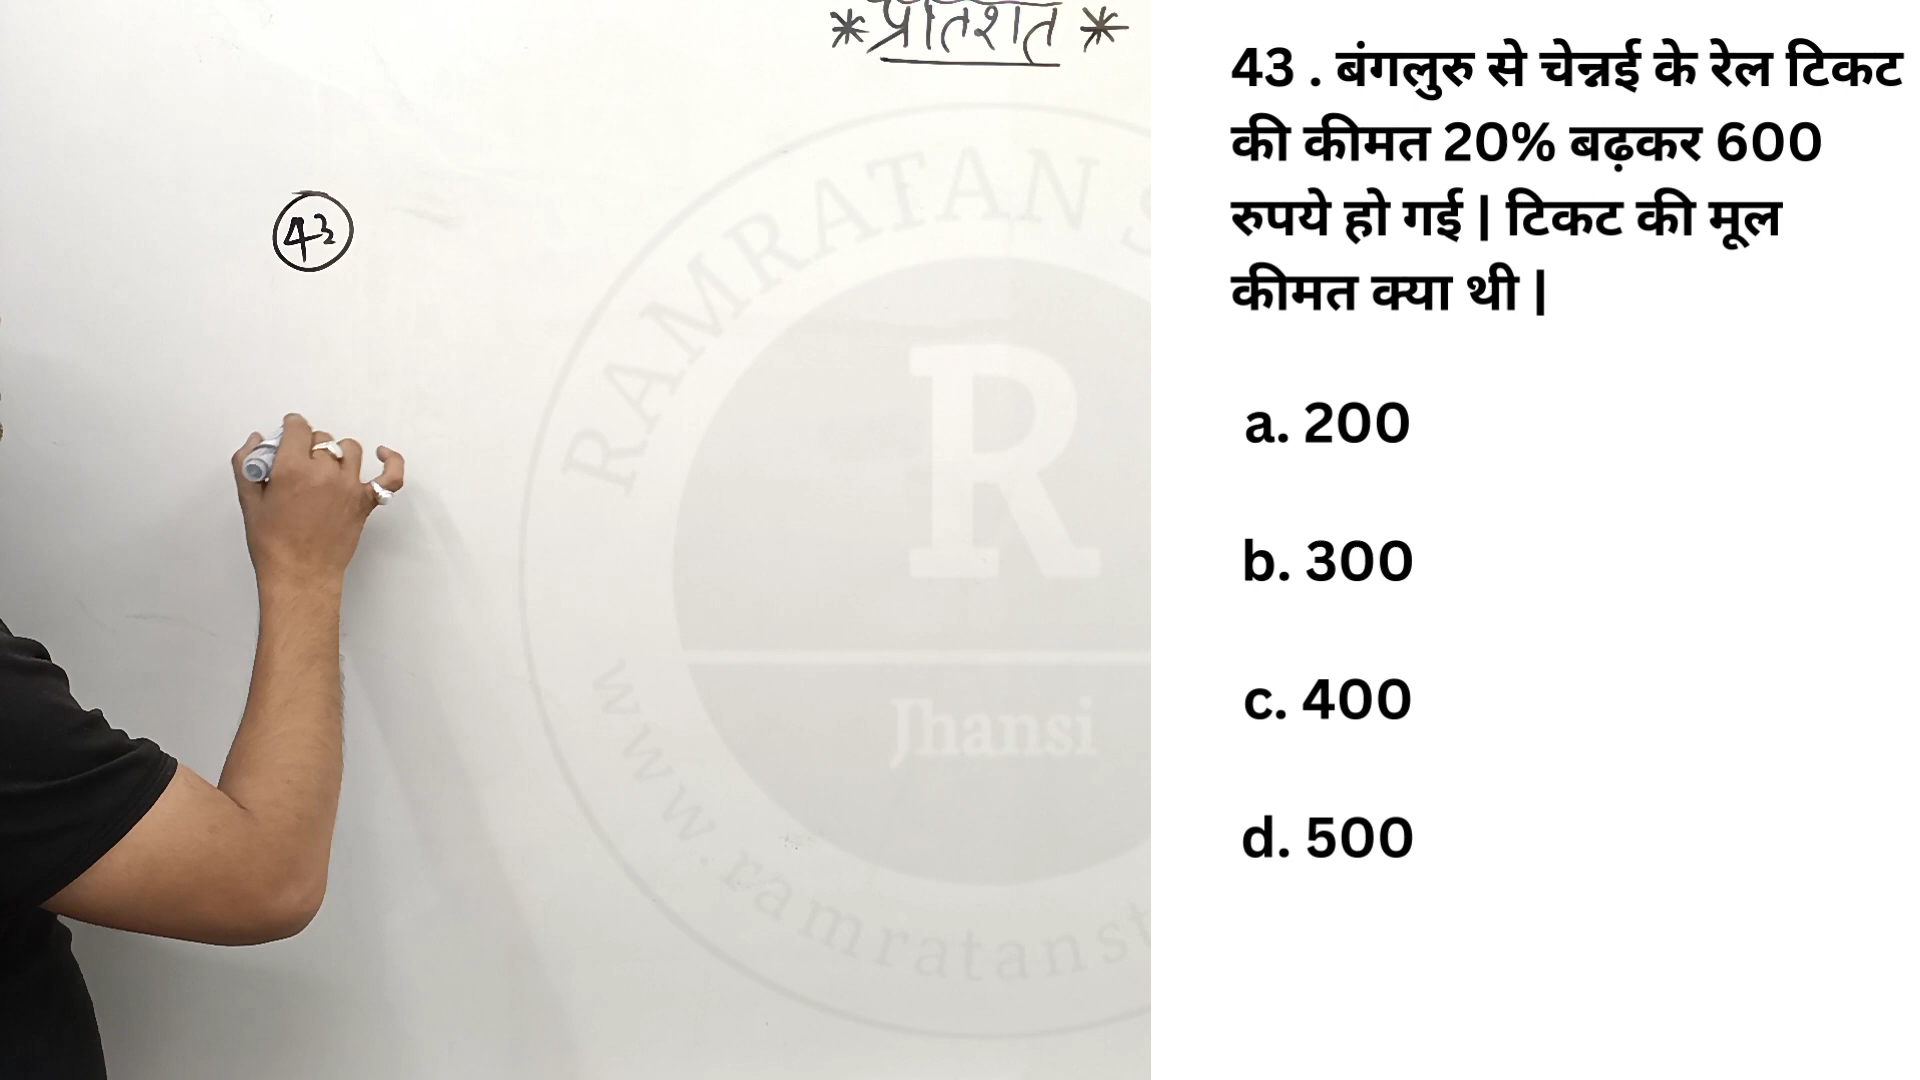 *प्रतिशत*
43
43 . बंगलुरु से चेन्नई के रेल टिकट
की कीमत 20% बढ़कर 600
रुपये हो गई | टिकट की मूल
कीमत क्या थी |
a. 200
b. 300
c. 400
d. 500
RAMRATAN S
R
Jhansi
www.ramratanst